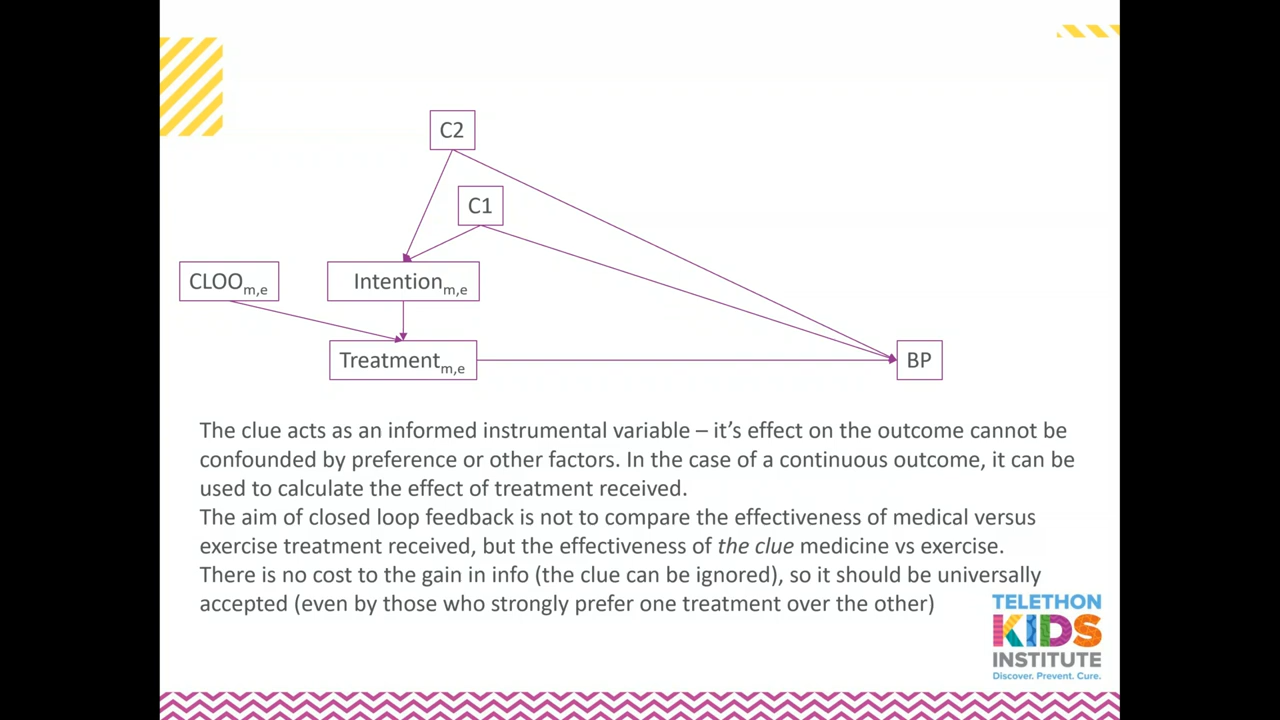 C2
C1
CLOOm,e
Intentionm,e
Treatmentm,e
BP
The clue acts as an informed instrumental variable – it’s effect on the outcome cannot be
confounded by preference or other factors. In the case of a continuous outcome, it can be
used to calculate the effect of treatment received.
The aim of closed loop feedback is not to compare the effectiveness of medical versus
exercise treatment received, but the effectiveness of the clue medicine vs exercise.
There is no cost to the gain in info (the clue can be ignored), so it should be universally
accepted (even by those who strongly prefer one treatment over the other)
TELETHON
KIDS
INSTITUTE
Discover. Prevent. Cure.